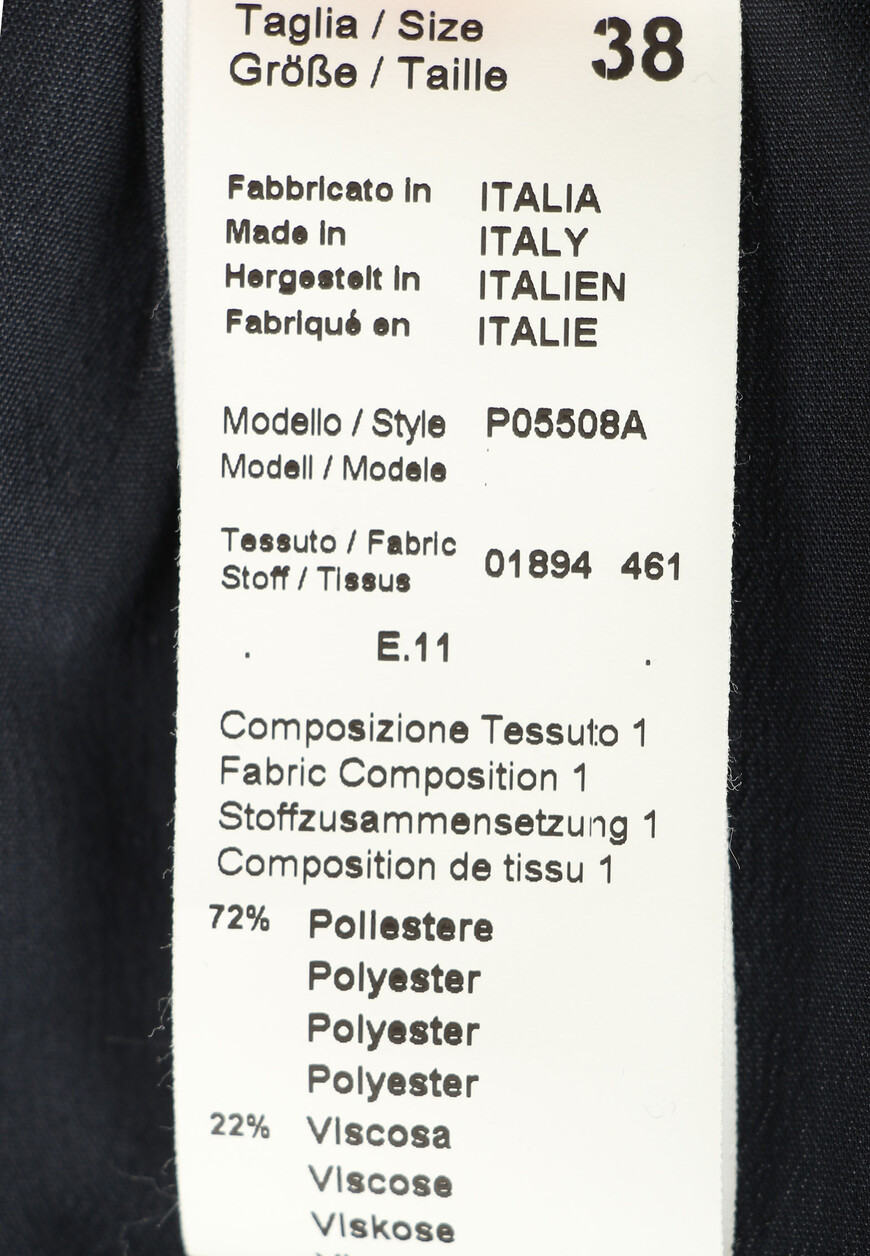 Taglia / Size 38
Größe / Taille
Fabbricato in ITALIA
Made in ITALY
Hergestelt in ITALIEN
Fabriqué en ITALIE
Modello / Style P05508A
Modell / Modele
Tessuto / Fabric 01894 461
Stoff / Tissus
. E.11 .
Composizione Tessuto 1
Fabric Composition 1
Stoffzusammensetzung 1
Composition de tissu 1
72% Poliestere
Polyester
Polyester
Polyester
22% Viscosa
Viscose
Viskose